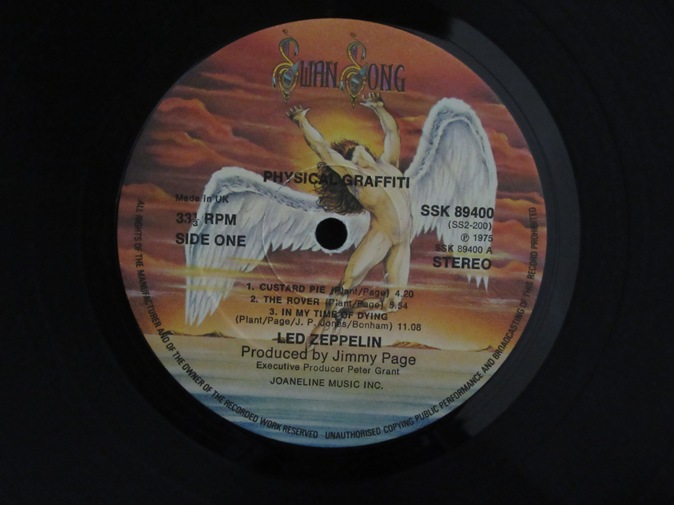 SWAN SONG
PHYSICAL GRAFFITI
Made in UK
33⅓ RPM
SIDE ONE
SSK 89400
(SS2-200)
℗ 1975
SSK 89400 A
STEREO
1. CUSTARD PIE (Plant/Page) 4.20
2. THE ROVER (Plant/Page) 5.54
3. IN MY TIME OF DYING
(Plant/Page/J. P. Jones/Bonham) 11.08
LED ZEPPELIN
Produced by Jimmy Page
Executive Producer Peter Grant
JOANELINE MUSIC INC.
ALL RIGHTS OF THE MANUFACTURER AND OF THE OWNER OF THE RECORDED WORK RESERVED · UNAUTHORISED COPYING PUBLIC PERFORMANCE AND BROADCASTING OF THIS RECORD PROHIBITED